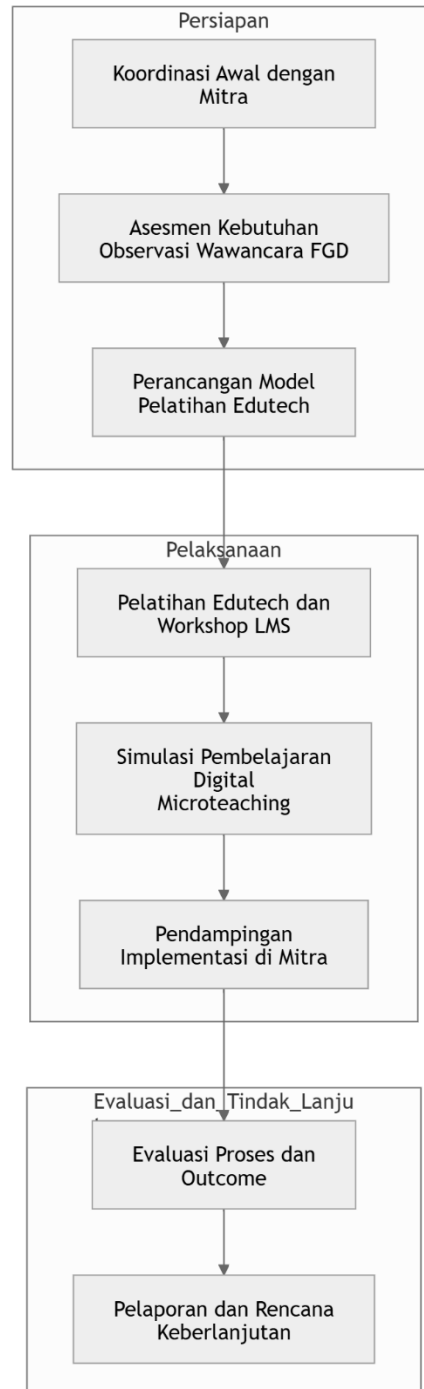 Persiapan
Koordinasi Awal dengan
Mitra
Asesmen Kebutuhan
Observasi Wawancara FGD
Perancangan Model
Pelatihan Edutech
Pelaksanaan
Pelatihan Edutech dan
Workshop LMS
Simulasi Pembelajaran
Digital
Microteaching
Pendampingan
Implementasi di Mitra
Evaluasi_dan_Tindak_Lanju
Evaluasi Proses dan
Outcome
Pelaporan dan Rencana
Keberlanjutan